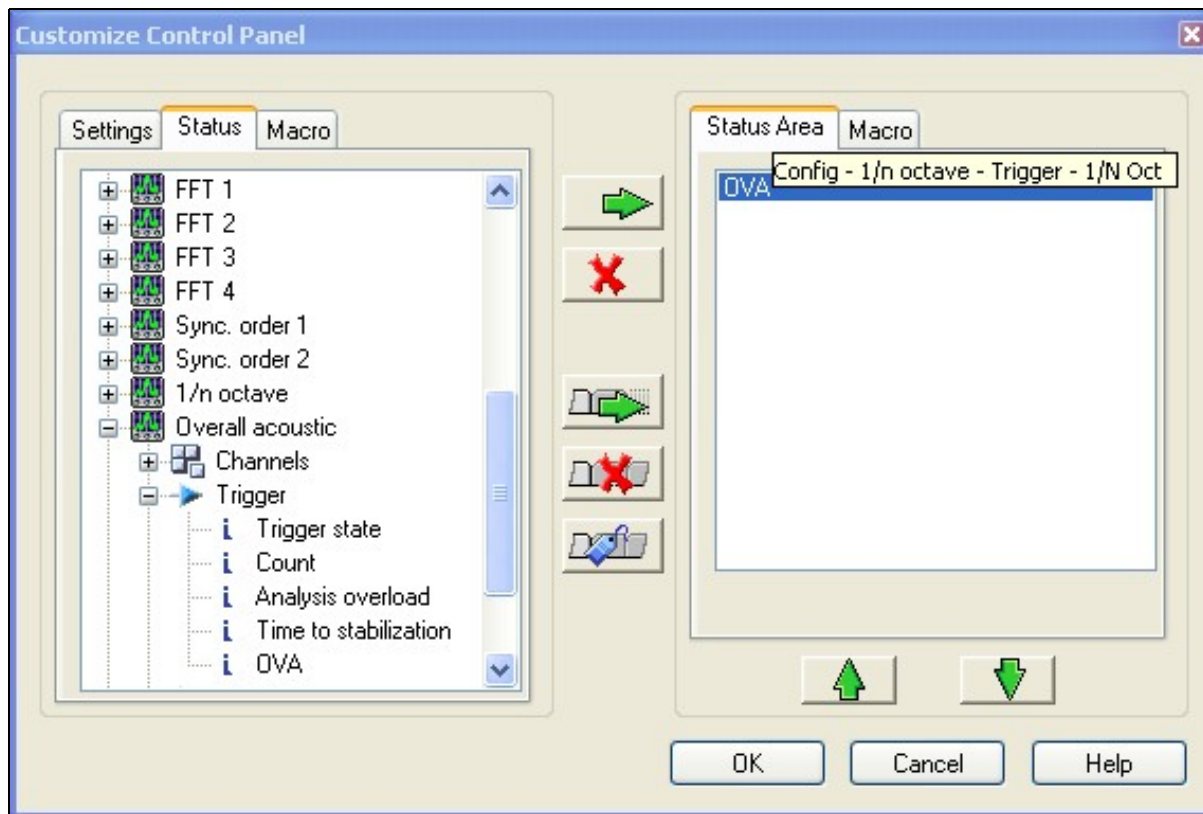 Customize Control Panel
Settings Status Macro
FFT 1
FFT 2
FFT 3
FFT 4
Sync. order 1
Sync. order 2
1/n octave
Overall acoustic
Channels
Trigger
Trigger state
Count
Analysis overload
Time to stabilization
OVA
Status Area Macro
Config - 1/n octave - Trigger - 1/N Oct
OVA
OK Cancel Help